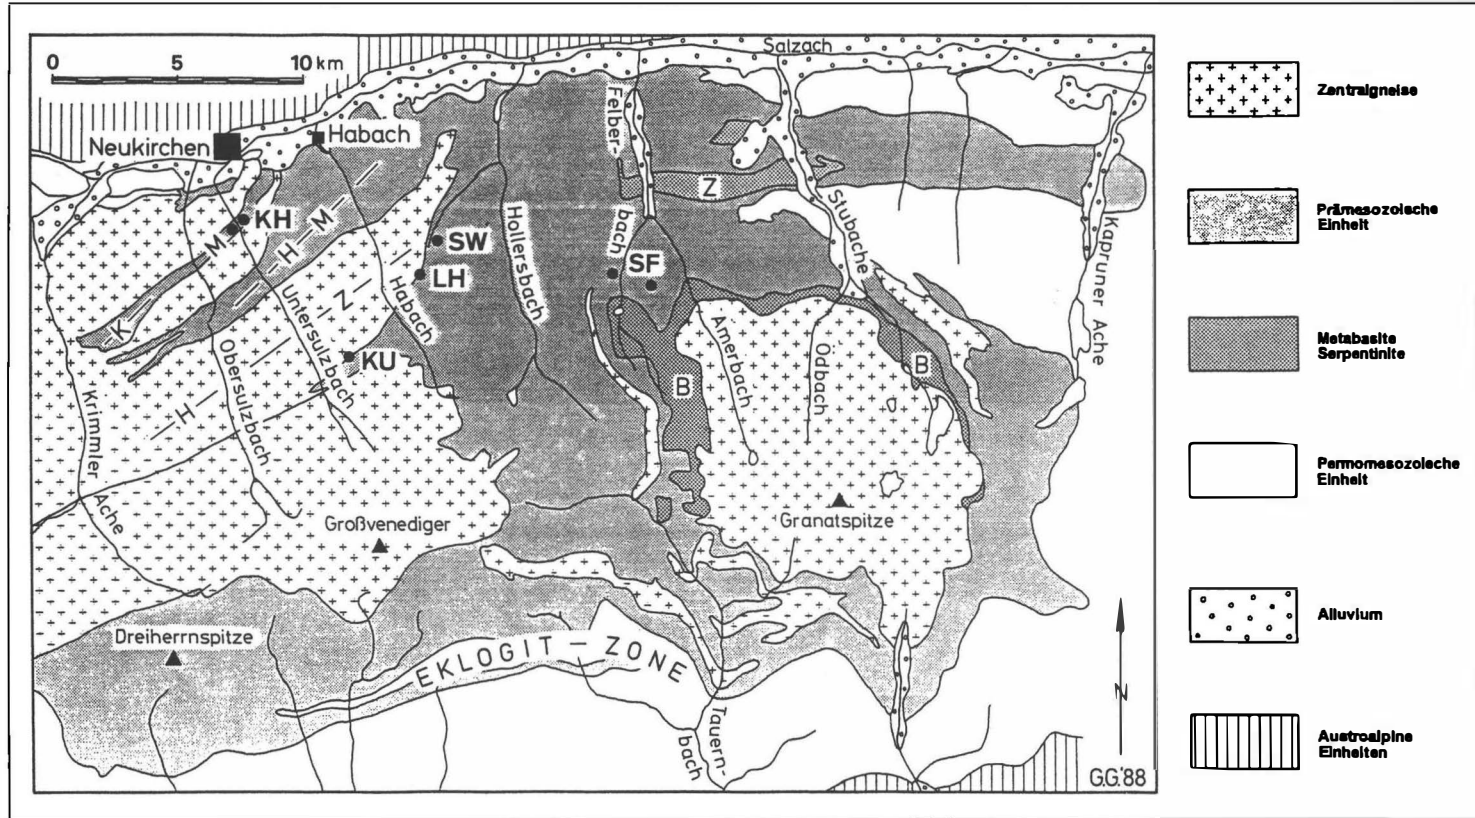 0 5 10 km
Salzach
Neukirchen
Habach
Felber-
bach
Z
Stubache
Kapruner Ache
KH
M
K
H
M
SW
SF
LH
Hollersbach
Habach
Untersulzbach
Obersulzbach
Z
H
KU
B
Amerbach
Ödbach
B
Krimmler
Ache
Großvenediger
Granatspitze
Dreiherrnspitze
EKLOGIT – ZONE
Tauern-
bach
N
G.G.'88
Zentralgneise
Prämesozoische
Einheit
Metabasite
Serpentinite
Permomesozoische
Einheit
Alluvium
Austroalpine
Einheiten